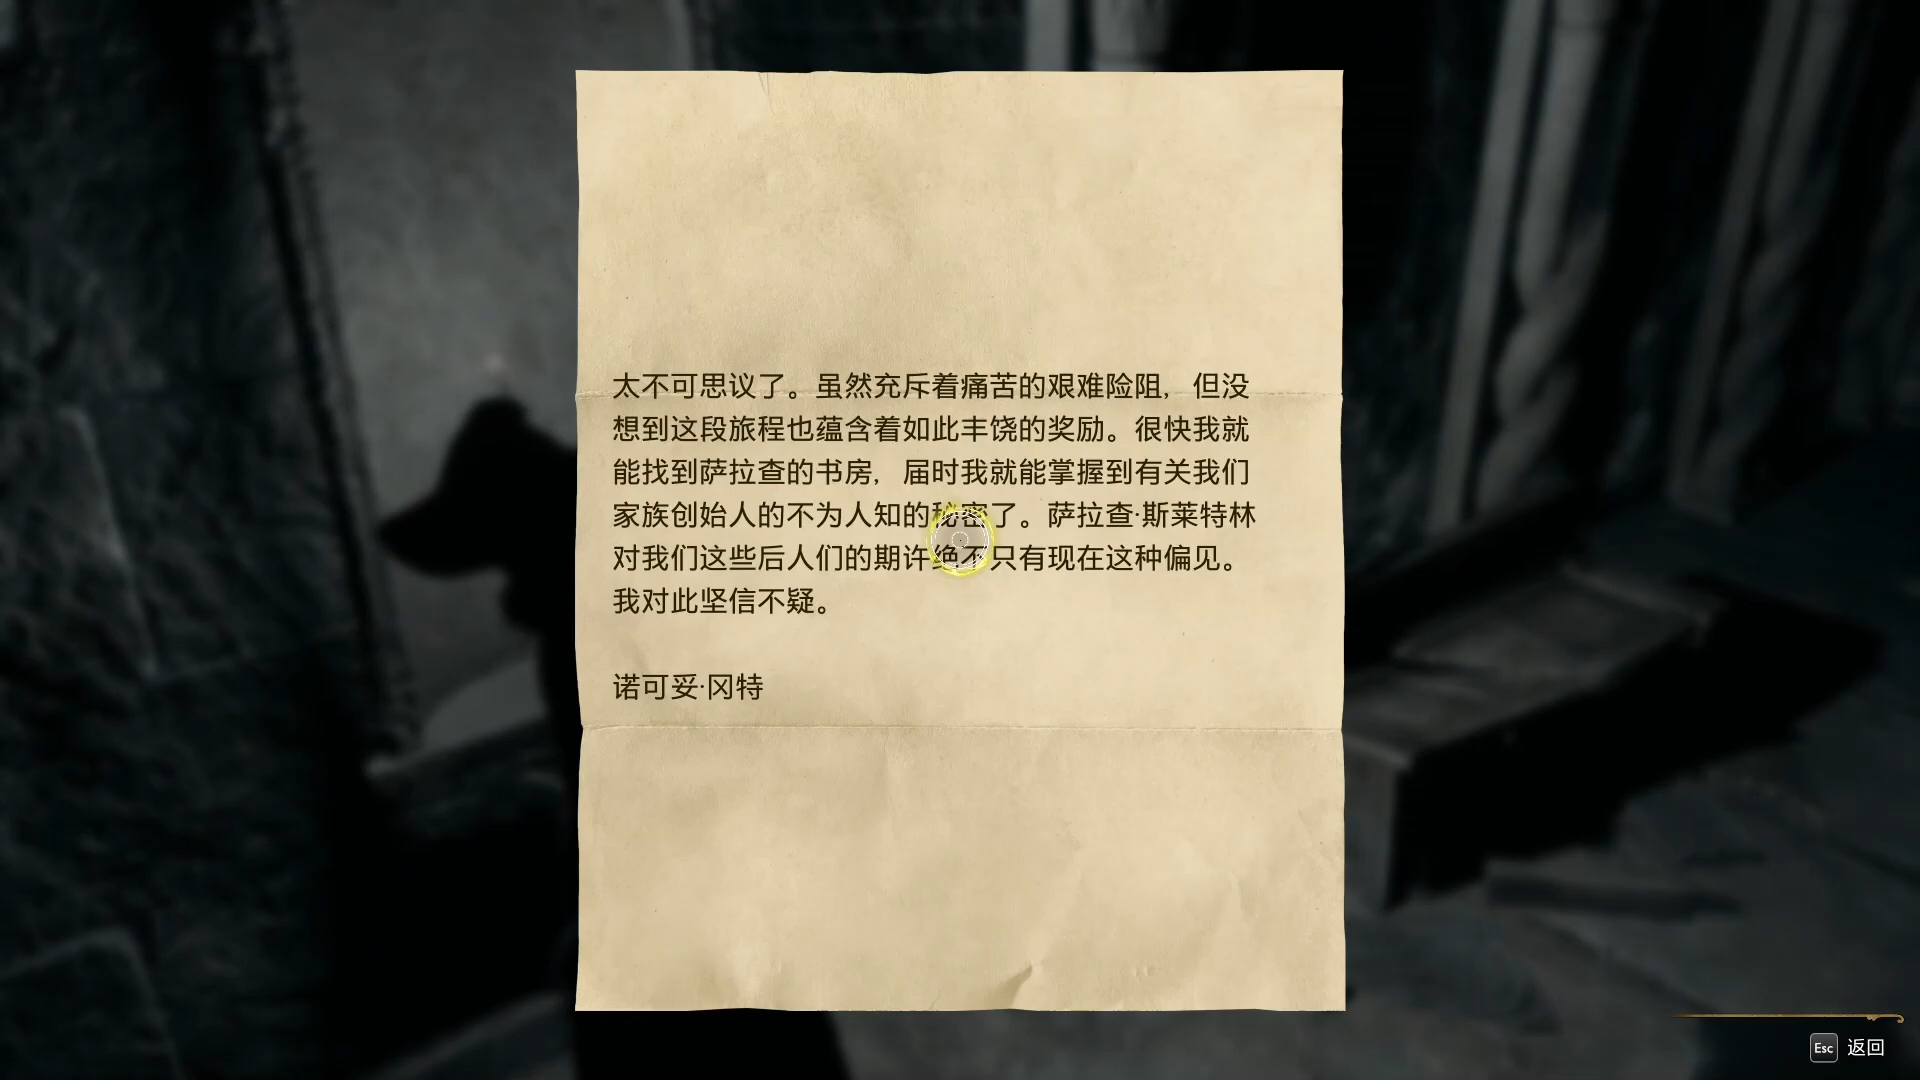 太不可思议了。虽然充斥着痛苦的艰难险阻，但没
想到这段旅程也蕴含着如此丰饶的奖励。很快我就
能找到萨拉查的书房，届时我就能掌握到有关我们
家族创始人的不为人知的秘密了。萨拉查·斯莱特林
对我们这些后人们的期许绝不只有现在这种偏见。
我对此坚信不疑。
诺可妥·冈特
Esc 返回